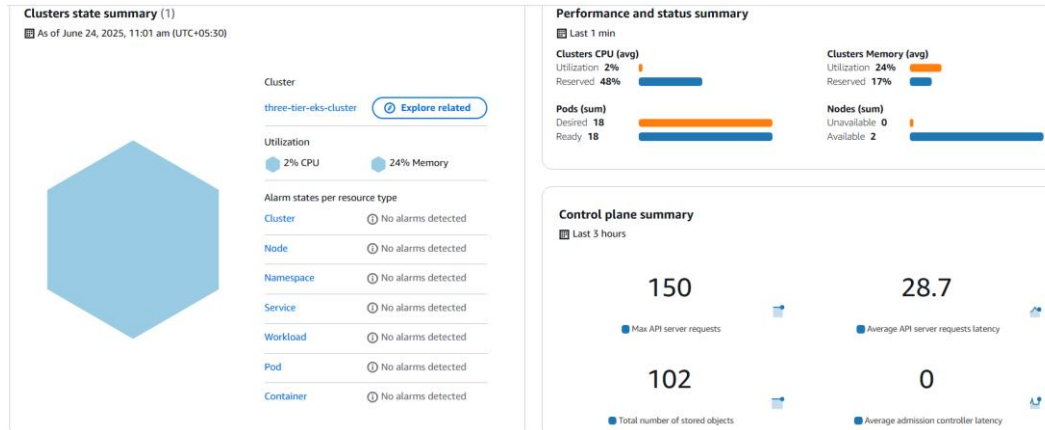 Clusters state summary (1)
As of June 24, 2025, 11:01 am (UTC+05:30)
Cluster
three-tier-eks-cluster Explore related
Utilization
2% CPU 24% Memory
Alarm states per resource type
Cluster No alarms detected
Node No alarms detected
Namespace No alarms detected
Service No alarms detected
Workload No alarms detected
Pod No alarms detected
Container No alarms detected
Performance and status summary
Last 1 min
Clusters CPU (avg)
Utilization 2%
Reserved 48%
Clusters Memory (avg)
Utilization 24%
Reserved 17%
Pods (sum)
Desired 18
Ready 18
Nodes (sum)
Unavailable 0
Available 2
Control plane summary
Last 3 hours
150
Max API server requests
28.7
Average API server requests latency
102
Total number of stored objects
0
Average admission controller latency